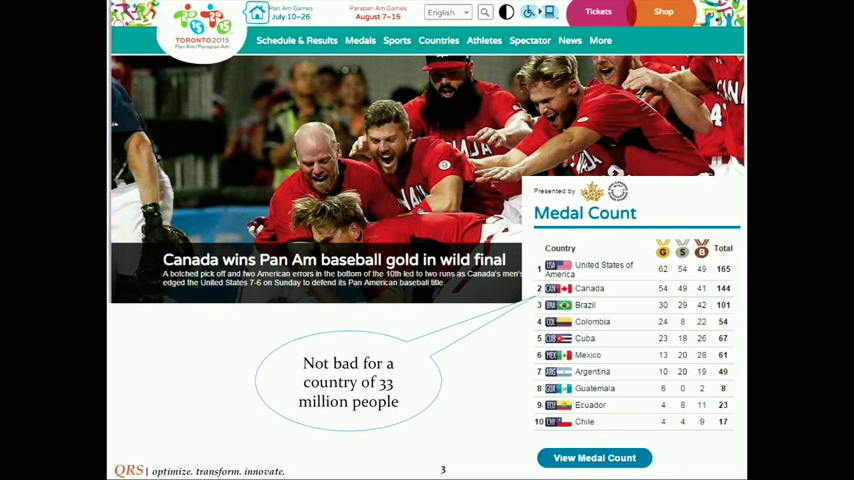 Pan Am Games
July 10–26
Parapan Am Games
August 7–15
English
Tickets
Shop
TORONTO2015
Pan Am/Parapan Am
Schedule & Results Medals Sports Countries Athletes Spectator News More
CANADA
Presented by
Medal Count
Country G S B Total
1 USA United States of America 62 54 49 165
2 CAN Canada 54 49 41 144
3 BRA Brazil 30 29 42 101
4 COL Colombia 24 8 22 54
5 CUB Cuba 23 18 26 67
6 MEX Mexico 13 20 28 61
7 ARG Argentina 10 20 19 49
8 GUA Guatemala 6 0 2 8
9 ECU Ecuador 4 8 11 23
10 CHI Chile 4 4 9 17
View Medal Count
Canada wins Pan Am baseball gold in wild final
A botched pick off and two American errors in the bottom of the 10th led to two runs as Canada's men's
edged the United States 7-6 on Sunday to defend its Pan American baseball title.
Not bad for a
country of 33
million people
QRS | optimize. transform. innovate.
3